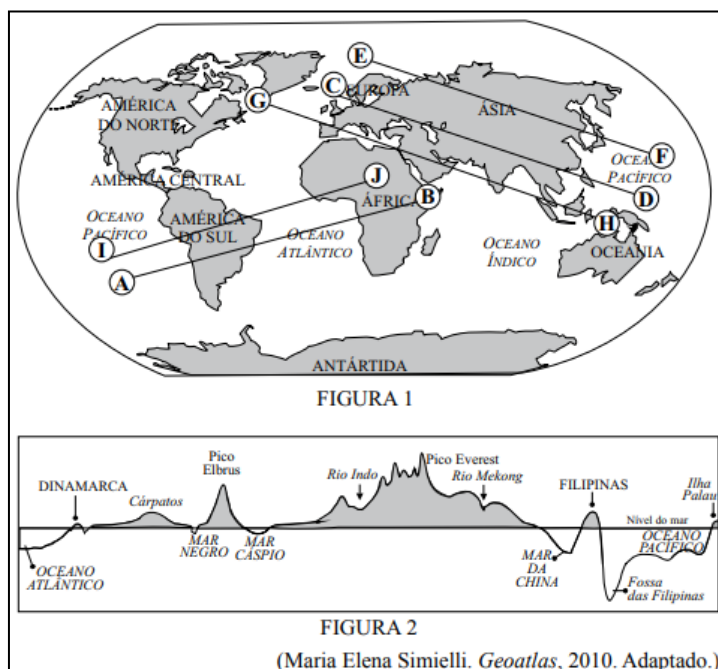 E
C
EUROPA
G
AMÉRICA
DO NORTE
ÁSIA
F
OCEANO
PACÍFICO
AMÉRICA CENTRAL
J
ÁFRICA
B
D
OCEANO
PACÍFICO
AMÉRICA
DO SUL
OCEANO
ATLÂNTICO
H
I
OCEANO
ÍNDICO
OCEANIA
A
ANTÁRTIDA
FIGURA 1
Pico
Elbrus
DINAMARCA
Cárpatos
Rio Indo
Pico Everest
Rio Mekong
FILIPINAS
Ilha
Palau
Nível do mar
MAR
NEGRO
MAR
CÁSPIO
OCEANO
PACÍFICO
OCEANO
ATLÂNTICO
MAR
DA
CHINA
Fossa
das Filipinas
FIGURA 2
(Maria Elena Simielli. Geoatlas, 2010. Adaptado.)